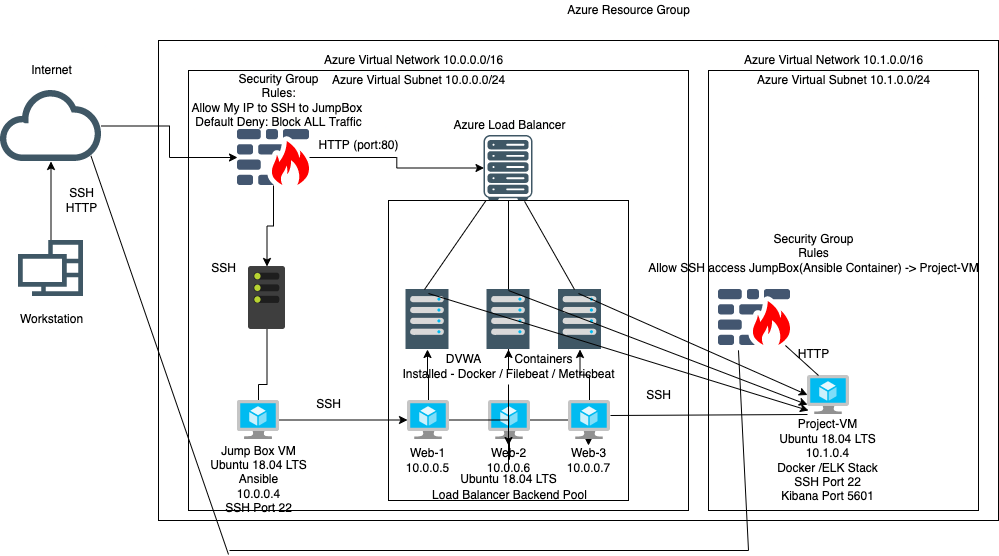 Azure Resource Group
Azure Virtual Network 10.0.0.0/16
Azure Virtual Network 10.1.0.0/16
Internet
Security Group
Rules:
Allow My IP to SSH to JumpBox
Default Deny: Block ALL Traffic
Azure Virtual Subnet 10.0.0.0/24
Azure Virtual Subnet 10.1.0.0/24
Azure Load Balancer
HTTP (port:80)
SSH
HTTP
Workstation
SSH
Security Group
Rules
Allow SSH access JumpBox(Ansible Container) -> Project-VM
HTTP
DVWA Containers
Installed - Docker / Filebeat / Metricbeat
SSH
SSH
Jump Box VM
Ubuntu 18.04 LTS
Ansible
10.0.0.4
SSH Port 22
Web-1
10.0.0.5
Web-2
10.0.0.6
Web-3
10.0.0.7
Ubuntu 18.04 LTS
Load Balancer Backend Pool
Project-VM
Ubuntu 18.04 LTS
10.1.0.4
Docker /ELK Stack
SSH Port 22
Kibana Port 5601